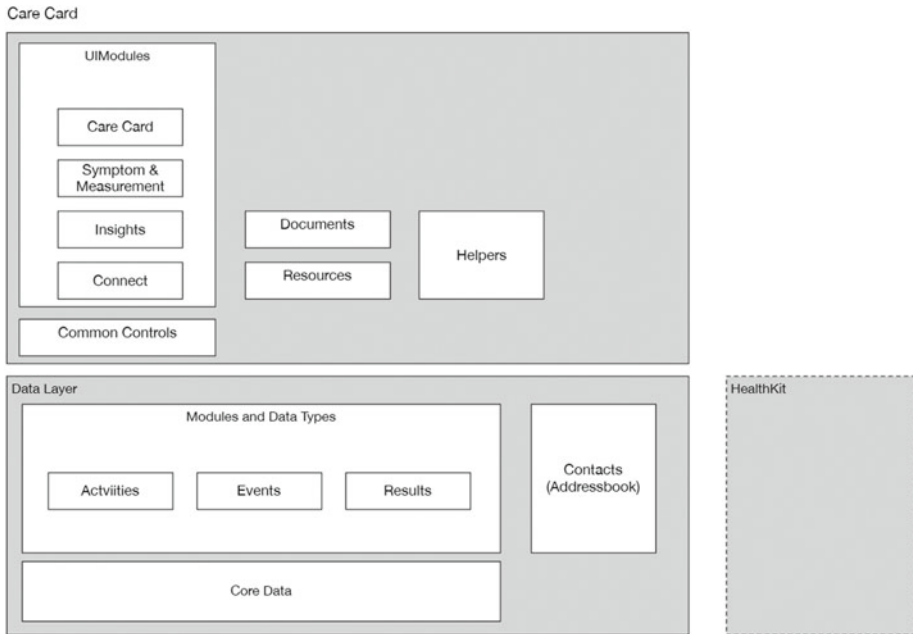 Care Card
UIModules
Care Card
Symptom &
Measurement
Insights
Connect
Common Controls
Documents
Resources
Helpers
Data Layer
Modules and Data Types
Actviities
Events
Results
Contacts
(Addressbook)
Core Data
HealthKit